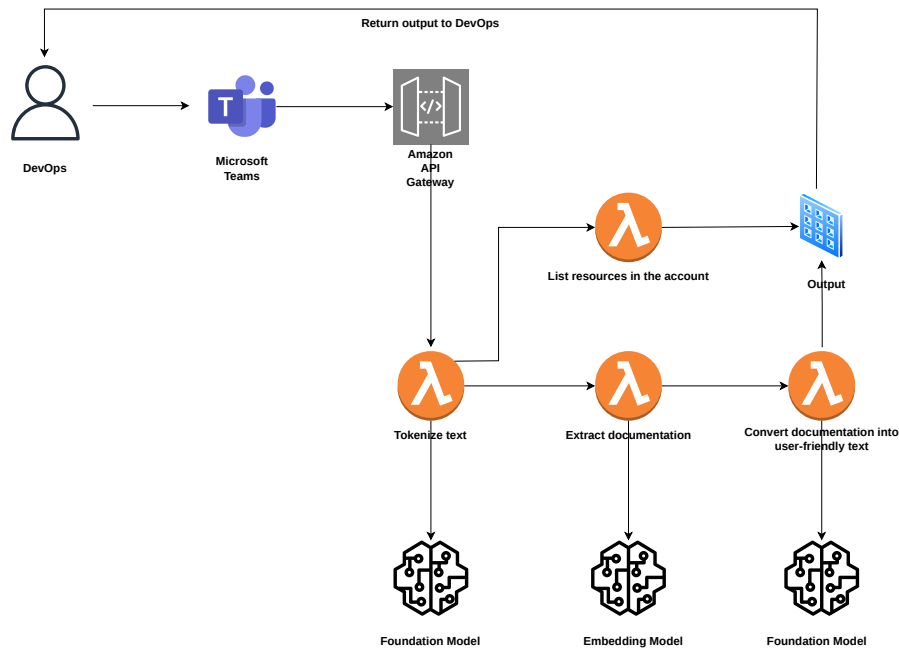 Return output to DevOps
T
</>
DevOps
Microsoft
Teams
Amazon
API
Gateway
List resources in the account
Output
λ
λ
λ
λ
Tokenize text
Extract documentation
Convert documentation into
user-friendly text
Foundation Model
Embedding Model
Foundation Model